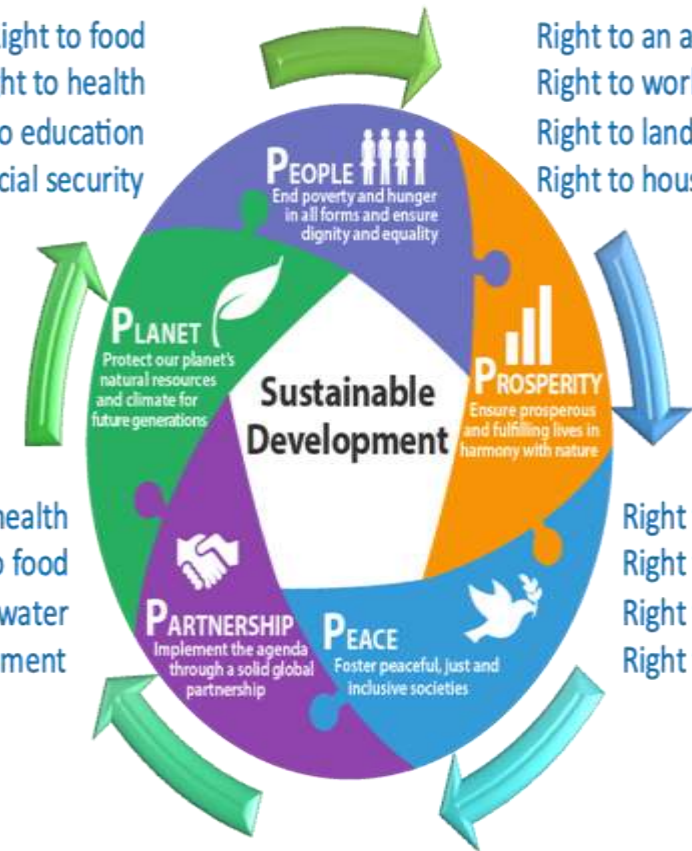 ight to food
ht to health
o education
cial security
Right to an a
Right to work
Right to land
Right to hous
PEOPLE
End poverty and hunger
in all forms and ensure
dignity and equality
PLANET
Protect our planet's
natural resources
and climate for
future generations
Sustainable
Development
PROSPERITY
Ensure prosperous
and fulfilling lives in
harmony with nature
health
o food
water
ment
PARTNERSHIP
Implement the agenda
through a solid global
partnership
PEACE
Foster peaceful, just and
inclusive societies
Right
Right
Right
Right